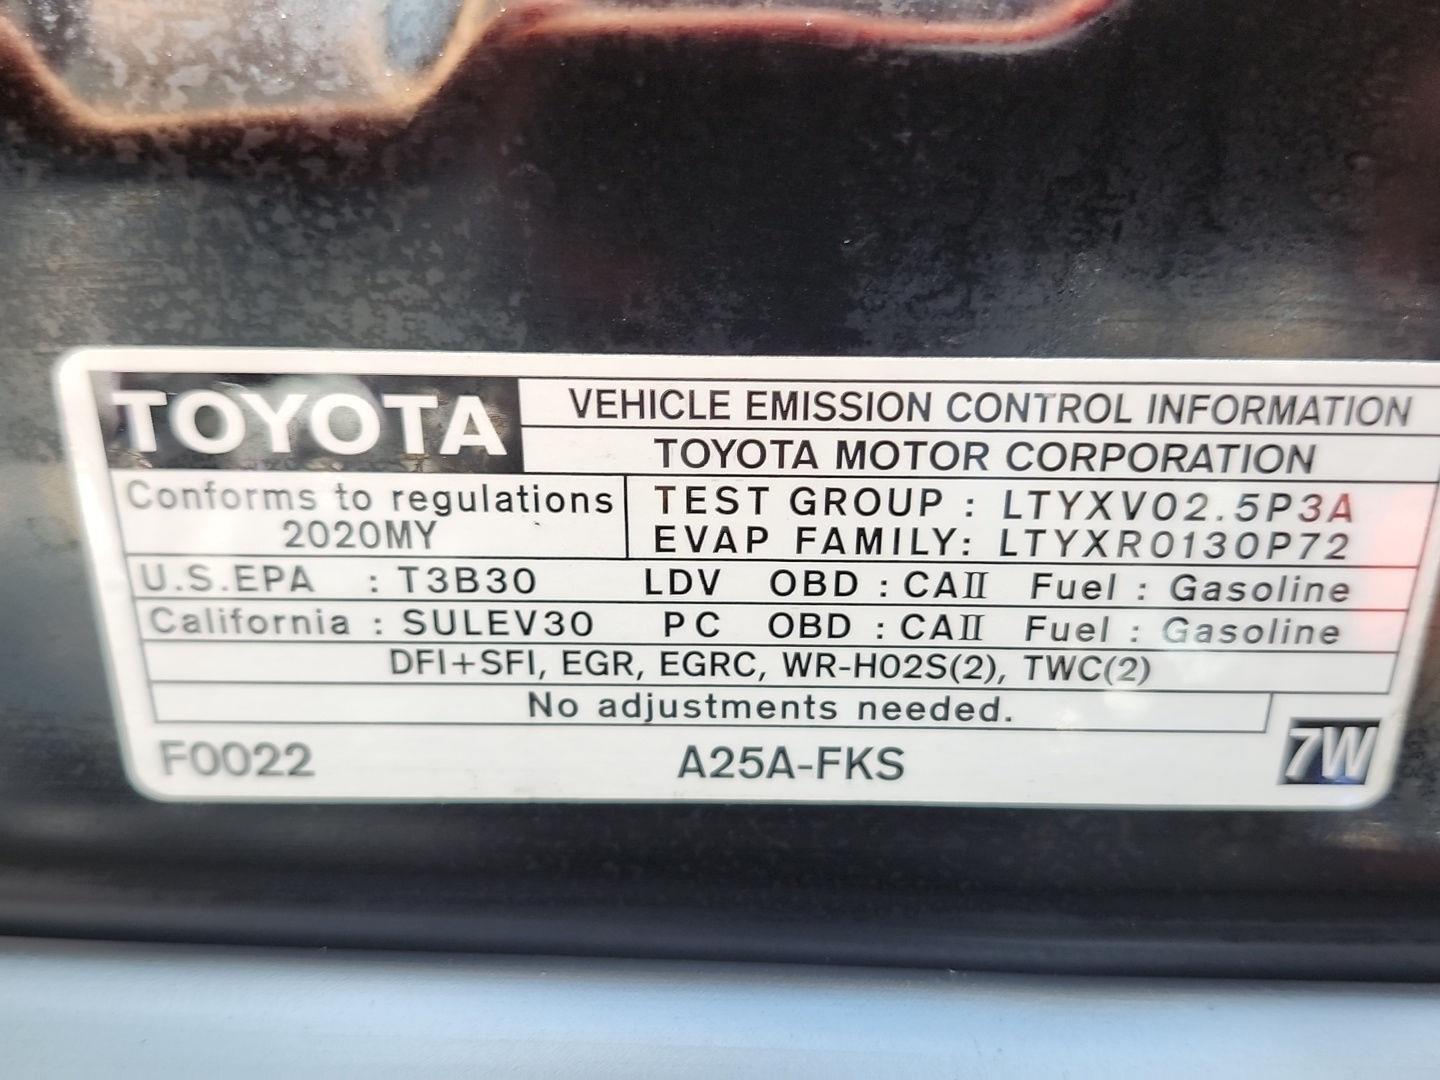 TOYOTA
VEHICLE EMISSION CONTROL INFORMATION
TOYOTA MOTOR CORPORATION
Conforms to regulations
2020MY
TEST GROUP : LTYXV02.5P3A
EVAP FAMILY: LTYXR0130P72
U.S.EPA : T3B30 LDV OBD : CAⅡ Fuel : Gasoline
California : SULEV30 PC OBD : CAⅡ Fuel : Gasoline
DFI+SFI, EGR, EGRC, WR-HO2S(2), TWC(2)
No adjustments needed.
F0022 A25A-FKS 7W